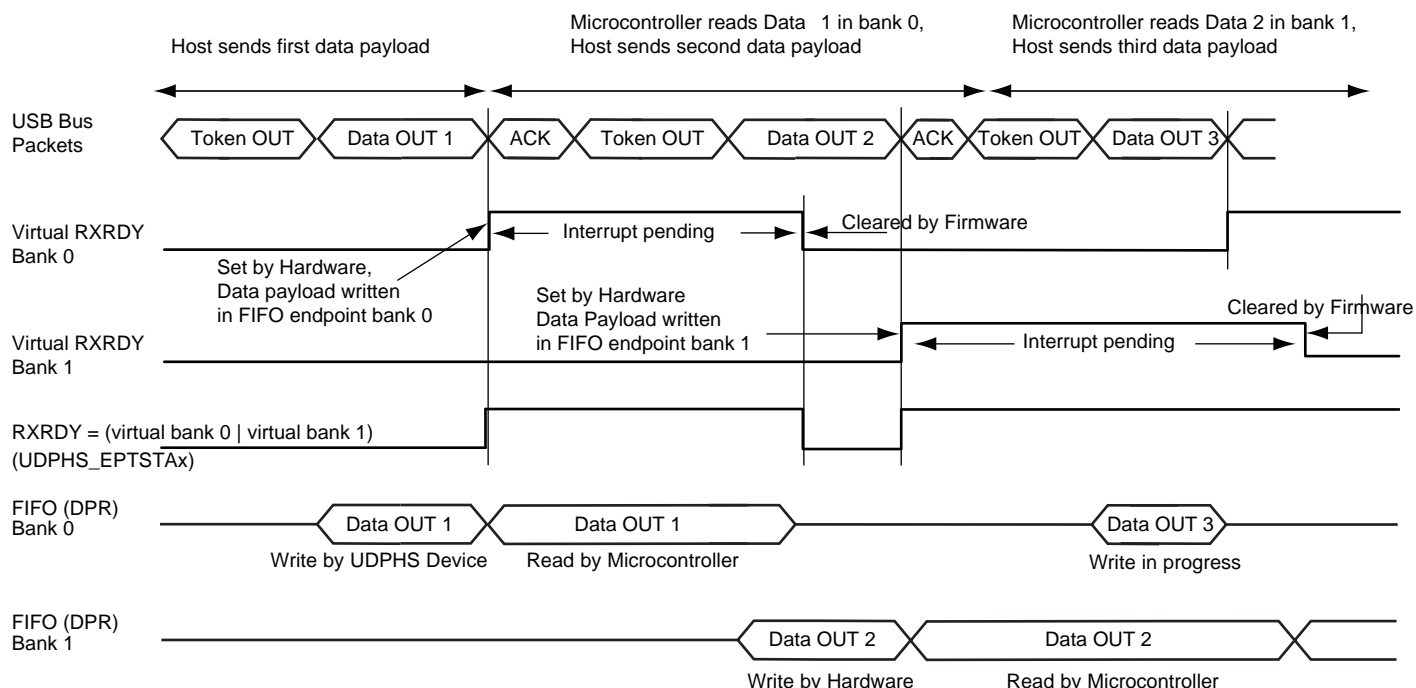 Host sends first data payload
Microcontroller reads Data 1 in bank 0,
Host sends second data payload
Microcontroller reads Data 2 in bank 1,
Host sends third data payload
USB Bus
Packets
Token OUT
Data OUT 1
ACK
Token OUT
Data OUT 2
ACK
Token OUT
Data OUT 3
Virtual RXRDY
Bank 0
Interrupt pending
Cleared by Firmware
Set by Hardware,
Data payload written
in FIFO endpoint bank 0
Set by Hardware
Data Payload written
in FIFO endpoint bank 1
Cleared by Firmware
Virtual RXRDY
Bank 1
Interrupt pending
RXRDY = (virtual bank 0 | virtual bank 1)
(UDPHS_EPTSTAx)
FIFO (DPR)
Bank 0
Data OUT 1
Data OUT 1
Data OUT 3
Write by UDPHS Device
Read by Microcontroller
Write in progress
FIFO (DPR)
Bank 1
Data OUT 2
Data OUT 2
Write by Hardware
Read by Microcontroller